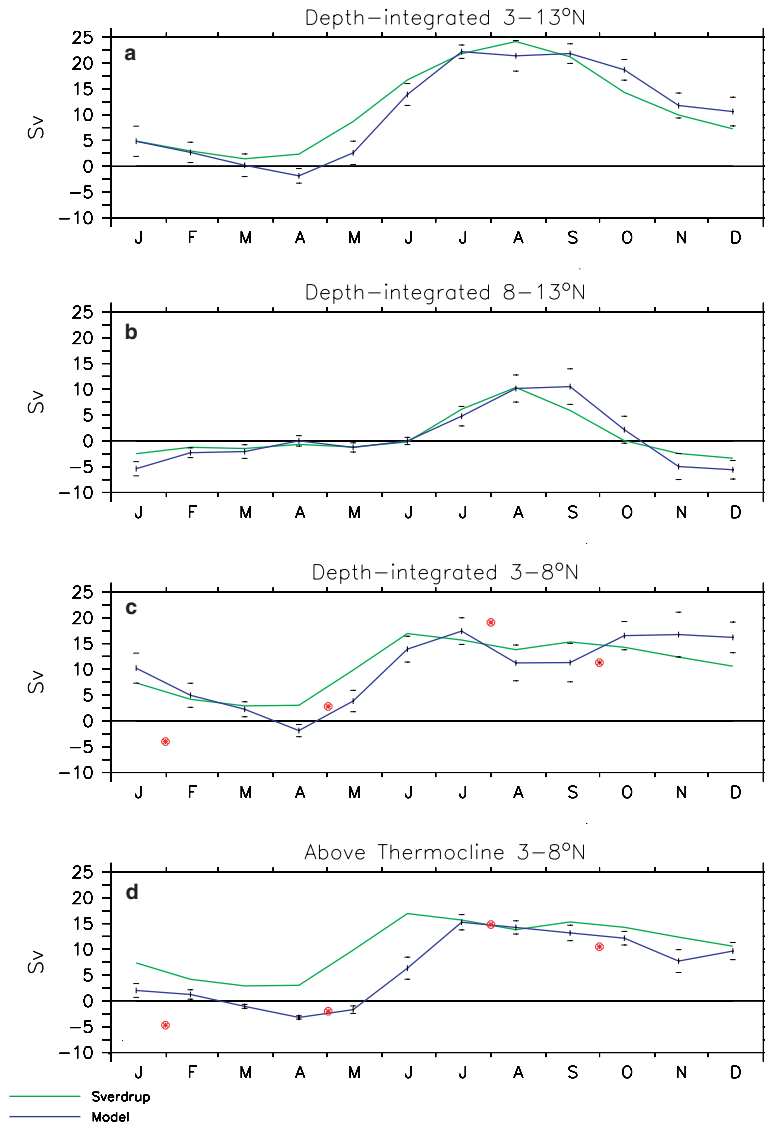 Depth-integrated 3-13°N
a
25
20
15
10
5
0
-5
-10
Sv
J F M A M J J A S O N D
Depth-integrated 8-13°N
b
25
20
15
10
5
0
-5
-10
Sv
J F M A M J J A S O N D
Depth-integrated 3-8°N
c
25
20
15
10
5
0
-5
-10
Sv
J F M A M J J A S O N D
Above Thermocline 3-8°N
d
25
20
15
10
5
0
-5
-10
Sv
J F M A M J J A S O N D
Sverdrup
Model